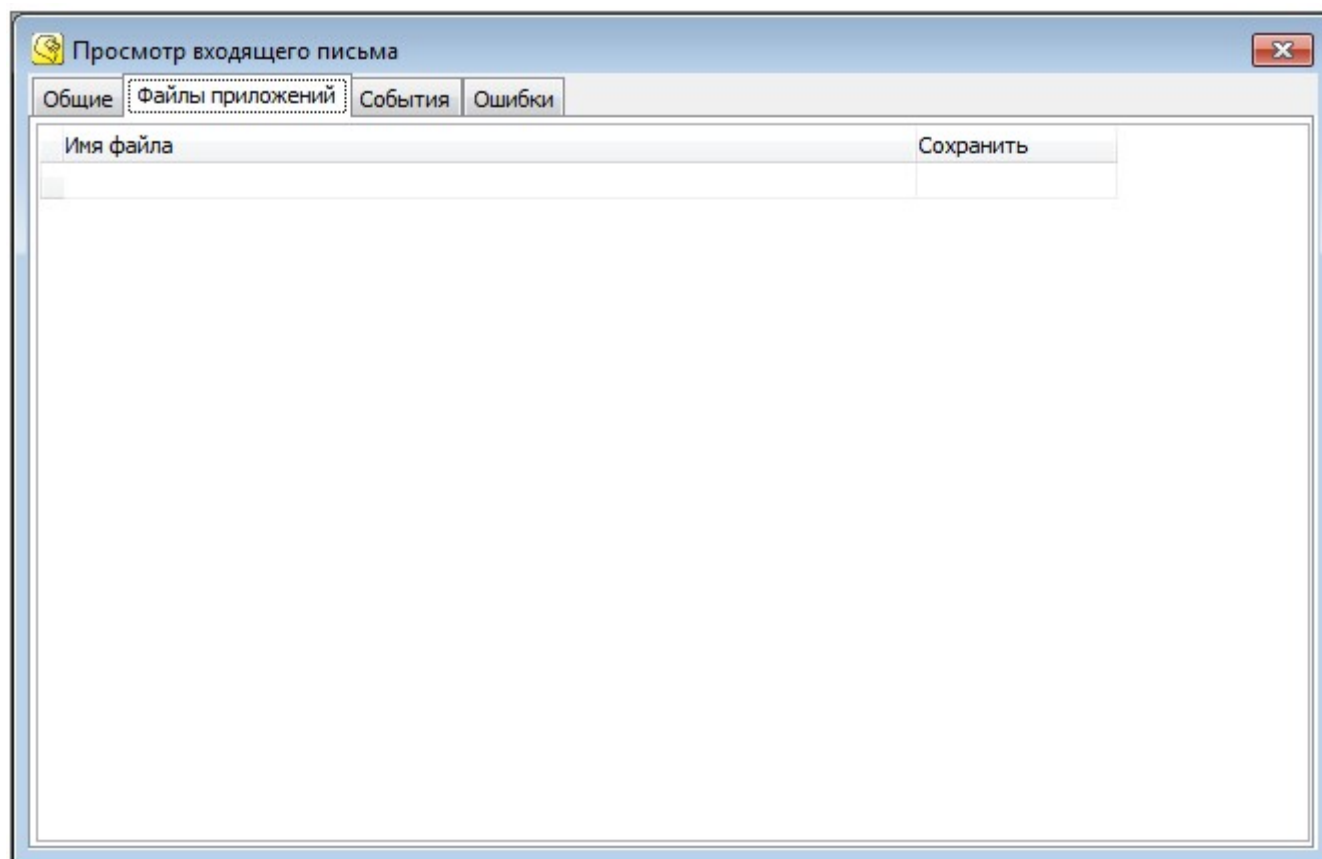 Просмотр входящего письма
Общие Файлы приложений События Ошибки
Имя файла Сохранить